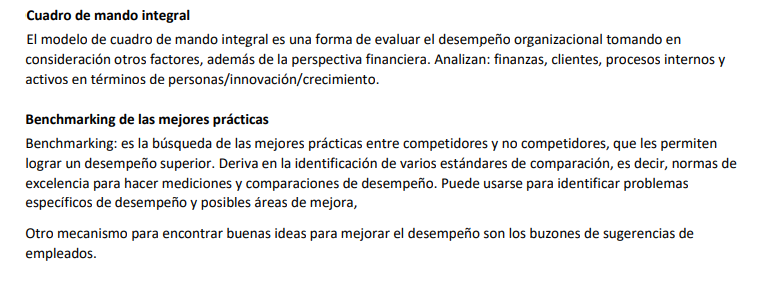 Cuadro de mando integral
El modelo de cuadro de mando integral es una forma de evaluar el desempeño organizacional tomando en
consideración otros factores, además de la perspectiva financiera. Analizan: finanzas, clientes, procesos internos y
activos en términos de personas/innovación/crecimiento.
Benchmarking de las mejores prácticas
Benchmarking: es la búsqueda de las mejores prácticas entre competidores y no competidores, que les permiten
lograr un desempeño superior. Deriva en la identificación de varios estándares de comparación, es decir, normas de
excelencia para hacer mediciones y comparaciones de desempeño. Puede usarse para identificar problemas
específicos de desempeño y posibles áreas de mejora,
Otro mecanismo para encontrar buenas ideas para mejorar el desempeño son los buzones de sugerencias de
empleados.